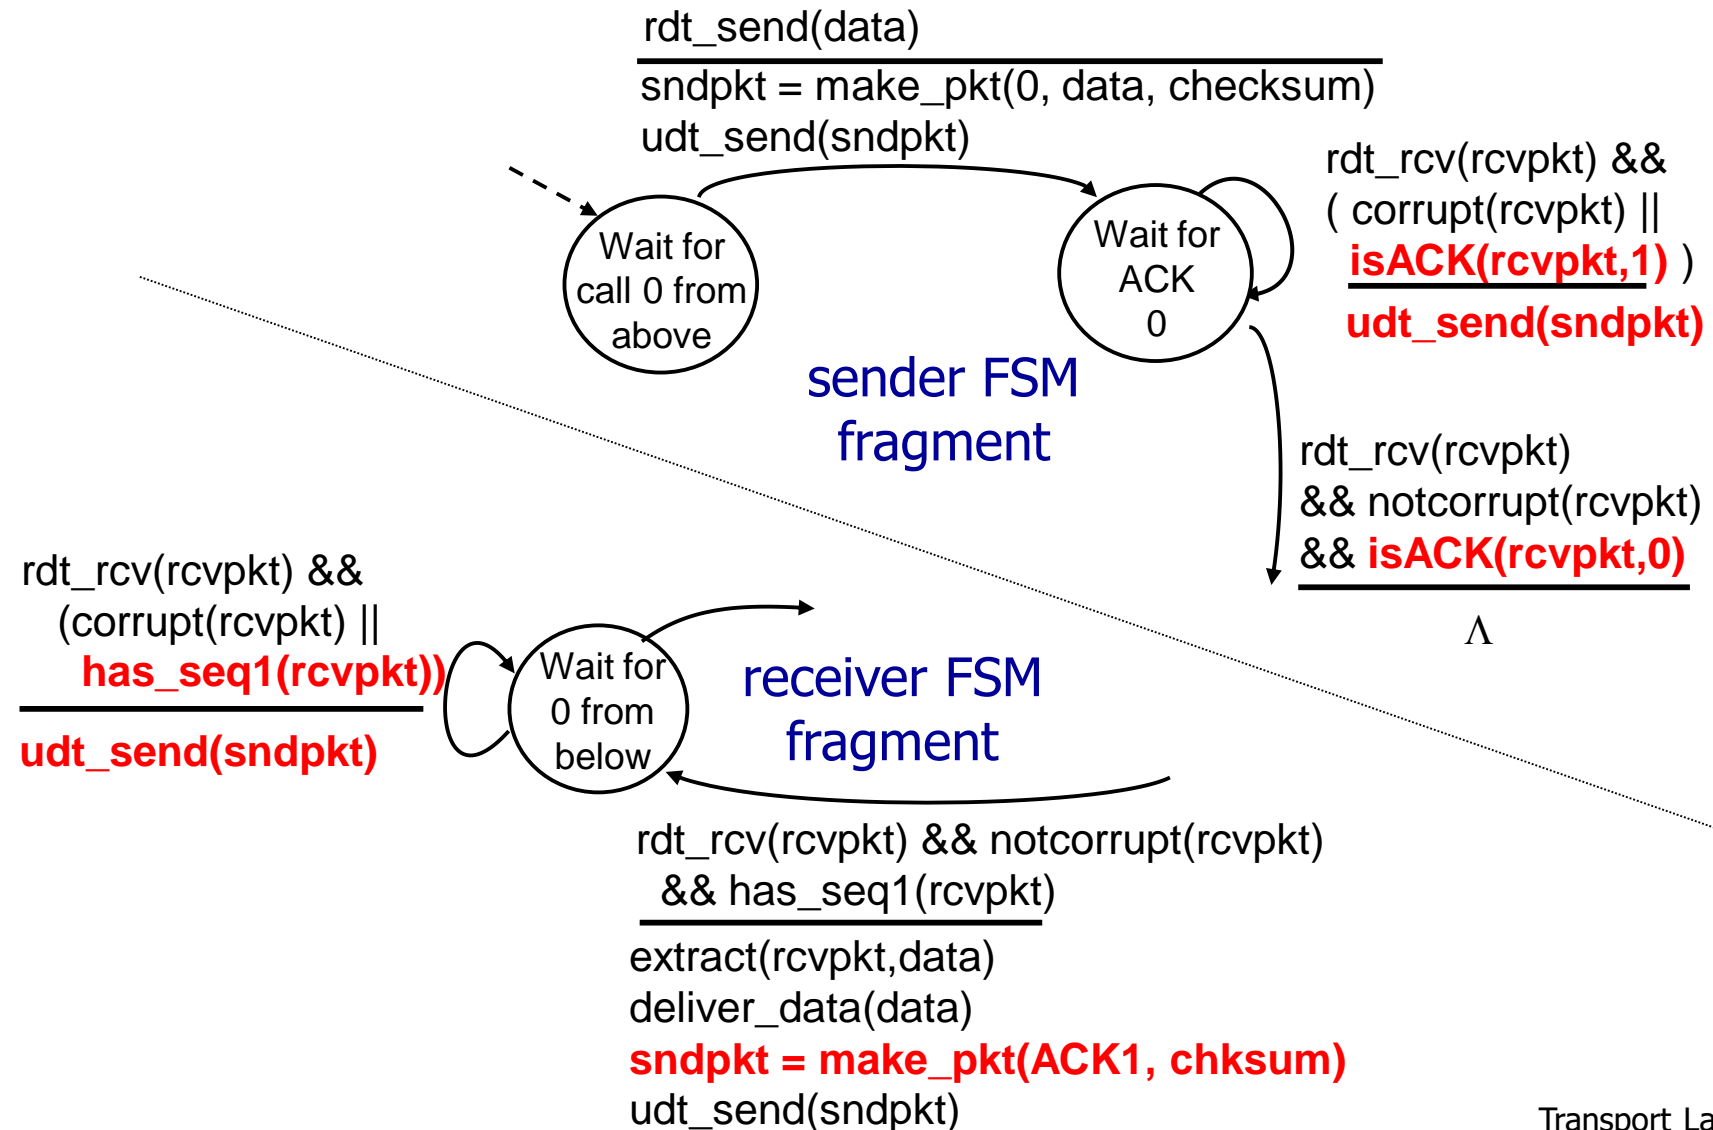 rdt_send(data)
sndpkt = make_pkt(0, data, checksum)
udt_send(sndpkt)
Wait for
call 0 from
above
Wait for
ACK
0
rdt_rcv(rcvpkt) &&
( corrupt(rcvpkt) ||
isACK(rcvpkt,1) )
udt_send(sndpkt)
sender FSM
fragment
rdt_rcv(rcvpkt)
&& notcorrupt(rcvpkt)
&& isACK(rcvpkt,0)
Λ
rdt_rcv(rcvpkt) &&
(corrupt(rcvpkt) ||
has_seq1(rcvpkt))
udt_send(sndpkt)
Wait for
0 from
below
receiver FSM
fragment
rdt_rcv(rcvpkt) && notcorrupt(rcvpkt)
&& has_seq1(rcvpkt)
extract(rcvpkt,data)
deliver_data(data)
sndpkt = make_pkt(ACK1, chksum)
udt_send(sndpkt)
Transport La